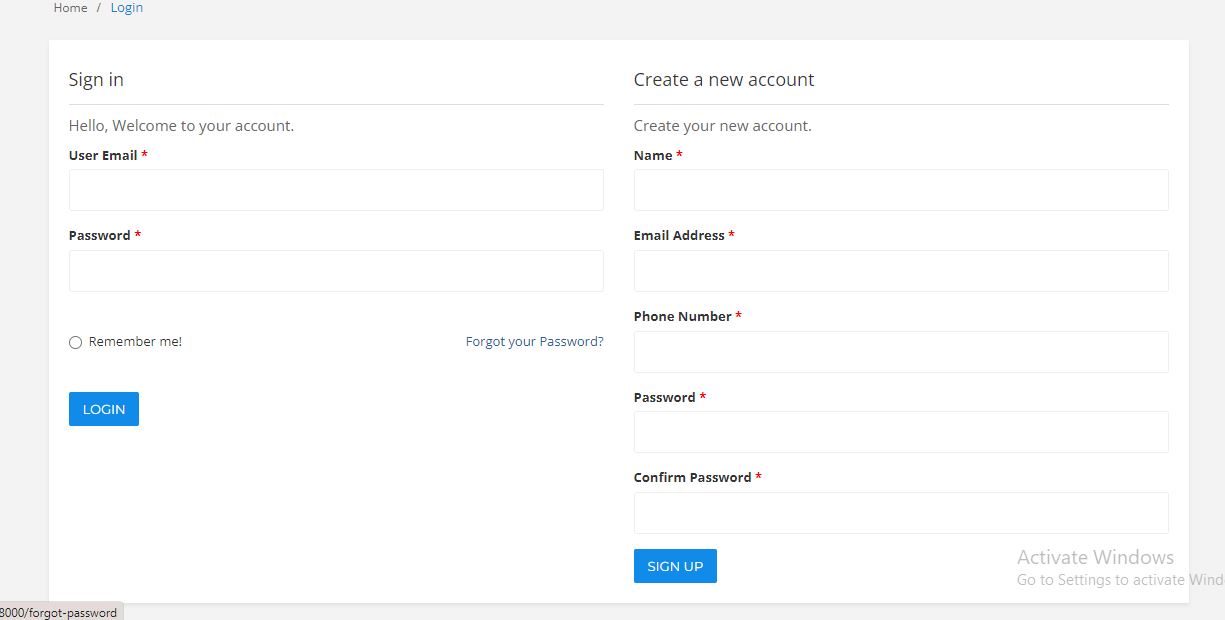 Home / Login
Sign in
Hello, Welcome to your account.
User Email *
Password *
Remember me!
Forgot your Password?
LOGIN
Create a new account
Create your new account.
Name *
Email Address *
Phone Number *
Password *
Confirm Password *
SIGN UP
Activate Windows
Go to Settings to activate Wind
8000/forgot-password